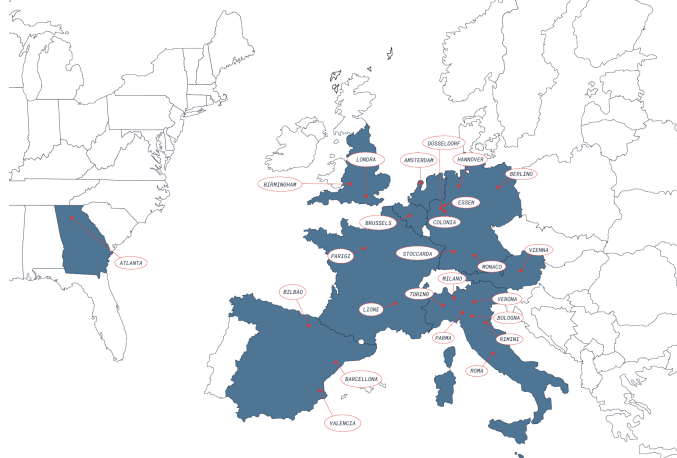 DÜSSELDORF
LONDRA
AMSTERDAM
HANNOVER
BERLINO
BIRMINGHAM
ESSEN
BRUSSELS
COLONIA
PARIGI
STOCCARDA
VIENNA
MONACO
ATLANTA
MILANO
BILBAO
TORINO
VERONA
LIONE
BOLOGNA
PARMA
RIMINI
ROMA
BARCELLONA
VALENCIA